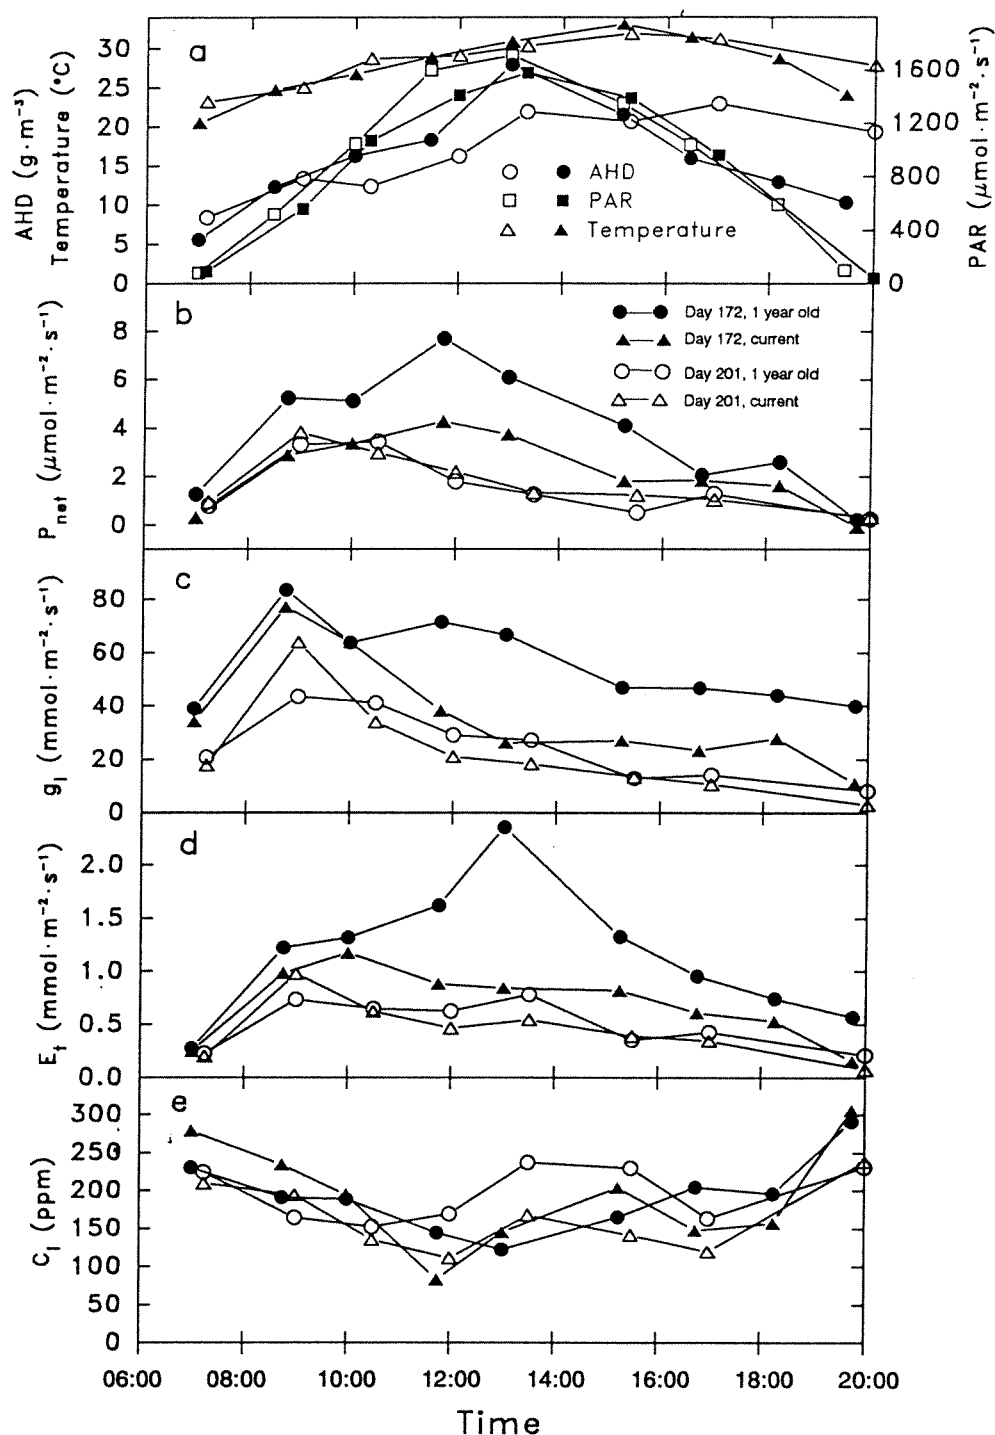 a
AHD (g·m⁻³)
Temperature (°C)
30
25
20
15
10
5
0
1600
1200
800
400
0
PAR (μmol·m⁻²·s⁻¹)
AHD
PAR
Temperature
b
P net (μmol·m⁻²·s⁻¹)
8
6
4
2
0
Day 172, 1 year old
Day 172, current
Day 201, 1 year old
Day 201, current
c
g l (mmol·m⁻²·s⁻¹)
80
60
40
20
0
d
E t (mmol·m⁻²·s⁻¹)
2.0
1.5
1.0
0.5
0.0
e
C l (ppm)
300
250
200
150
100
50
0
06:00 08:00 10:00 12:00 14:00 16:00 18:00 20:00
Time